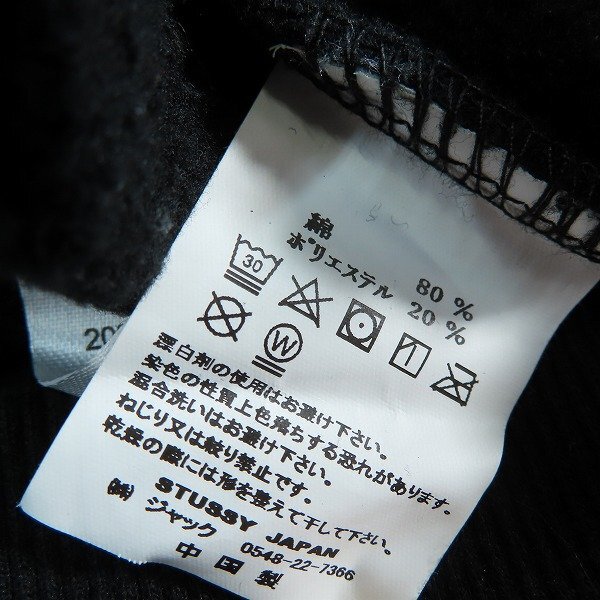 綿 80 %
ポリエステル 20 %
30
W
漂白剤の使用はお避け下さい。
染色の性質上色落ちする恐れがあります。
混合洗いはお避け下さい。
ねじり又は絞り禁止です。
乾燥の際には形を整えて干して下さい。
STUSSY JAPAN
㈱ ジャック 0548-22-7366
中国製
20